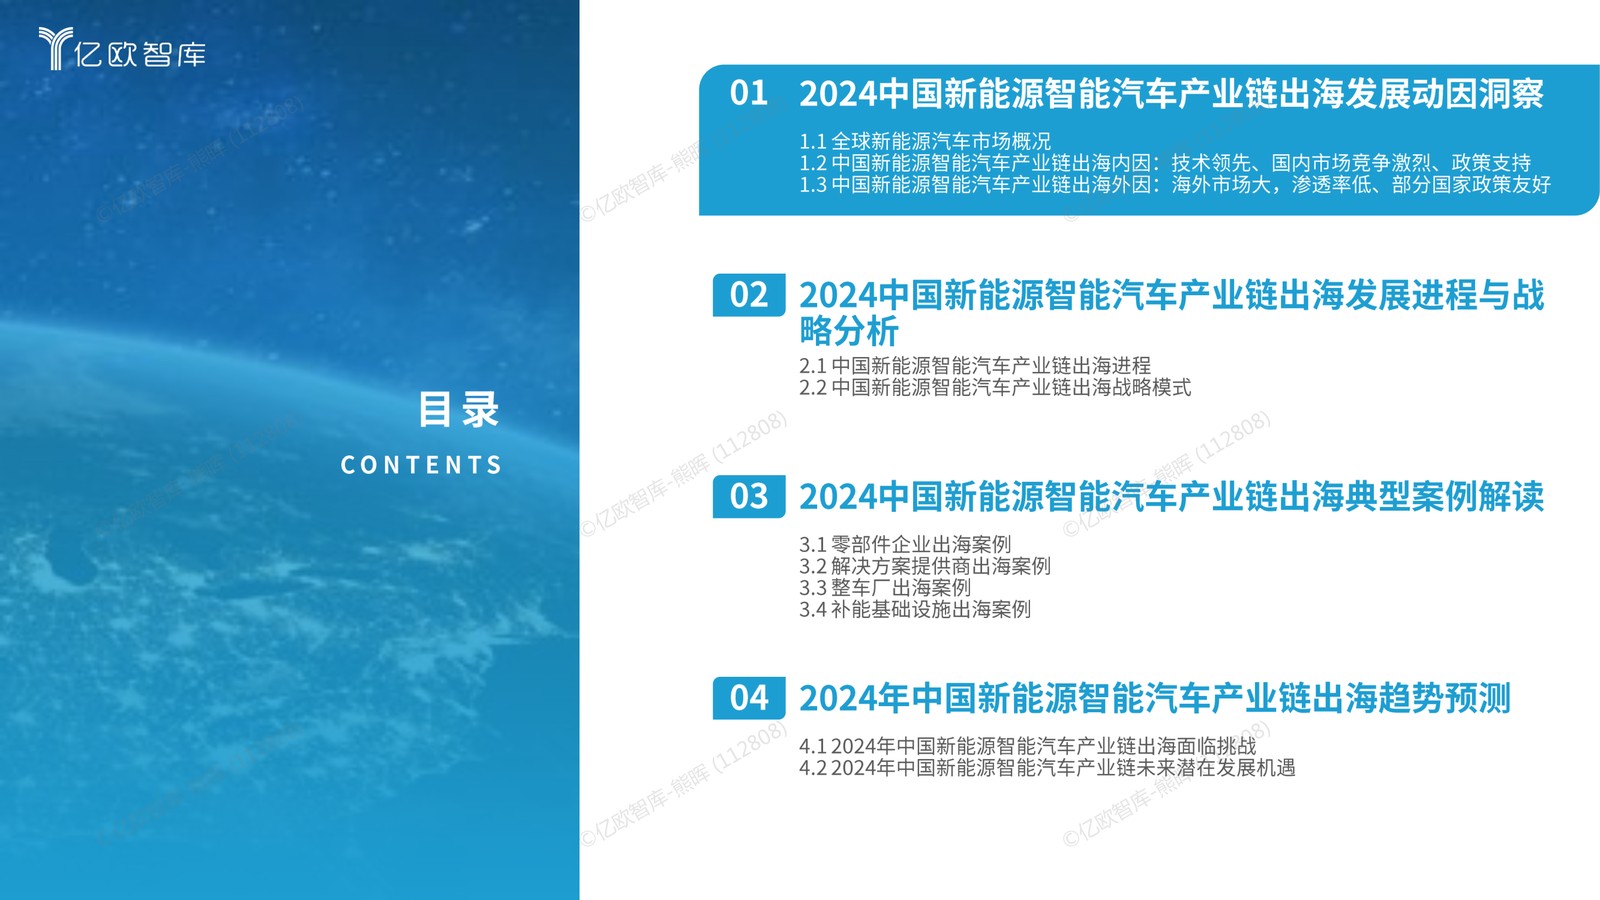 亿欧智库
目录
CONTENTS
01 2024中国新能源智能汽车产业链出海发展动因洞察
1.1 全球新能源汽车市场概况
1.2 中国新能源智能汽车产业链出海内因：技术领先、国内市场竞争激烈、政策支持
1.3 中国新能源智能汽车产业链出海外因：海外市场大，渗透率低、部分国家政策友好
02 2024中国新能源智能汽车产业链出海发展进程与战
略分析
2.1 中国新能源智能汽车产业链出海进程
2.2 中国新能源智能汽车产业链出海战略模式
03 2024中国新能源智能汽车产业链出海典型案例解读
3.1 零部件企业出海案例
3.2 解决方案提供商出海案例
3.3 整车厂出海案例
3.4 补能基础设施出海案例
04 2024年中国新能源智能汽车产业链出海趋势预测
4.1 2024年中国新能源智能汽车产业链出海面临挑战
4.2 2024年中国新能源智能汽车产业链未来潜在发展机遇
©亿欧智库-熊晖 (112808)
©亿欧智库-熊晖 (112808)
©亿欧智库-熊晖 (112808)
©亿欧智库-熊晖 (112808)